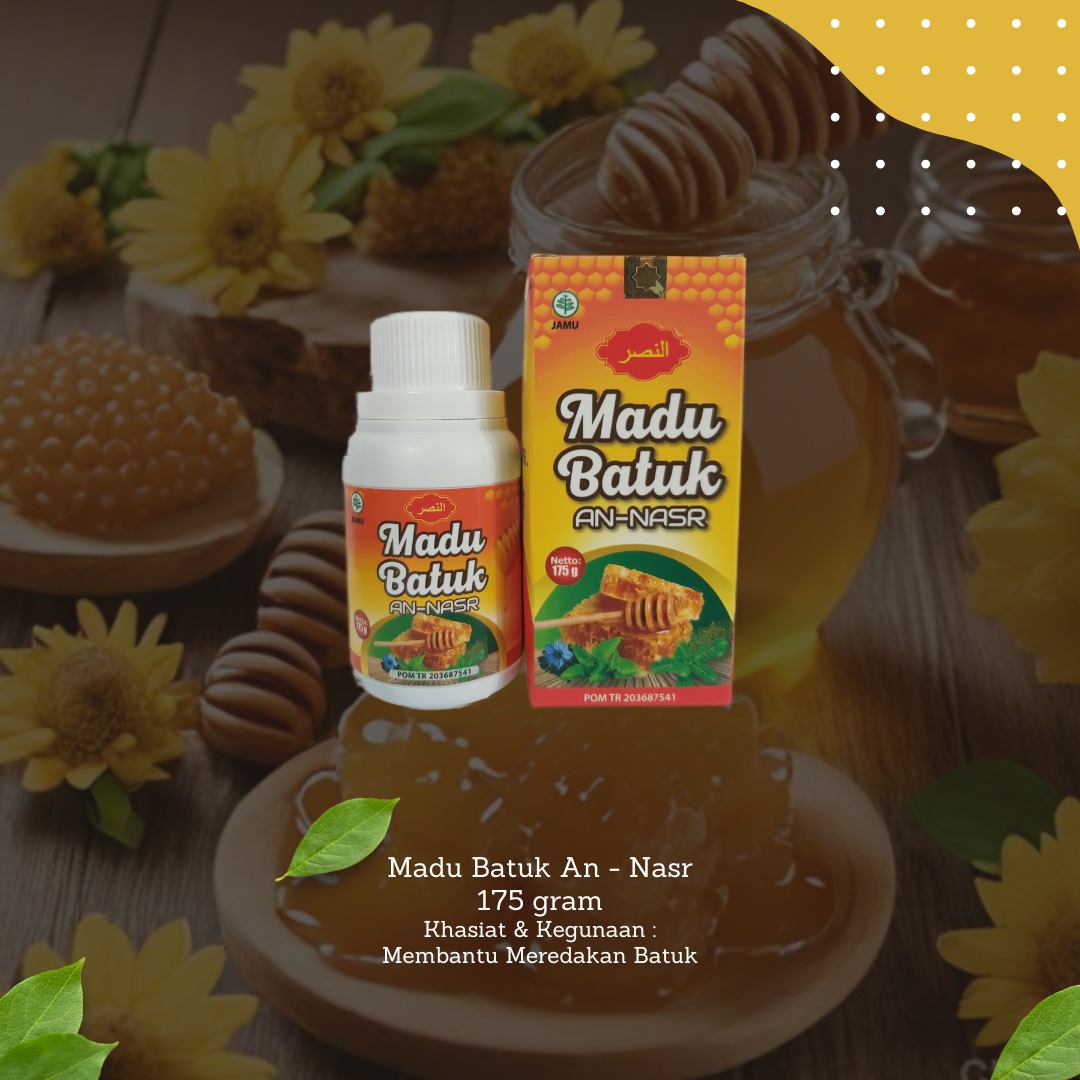 JAMU
النصر
Madu
Batuk
AN-NASR
Netto:
175 g
POM TR 203687541
النصر
Madu
Batuk
AN-NASR
POM TR 203687541
Madu Batuk An - Nasr
175 gram
Khasiat & Kegunaan :
Membantu Meredakan Batuk